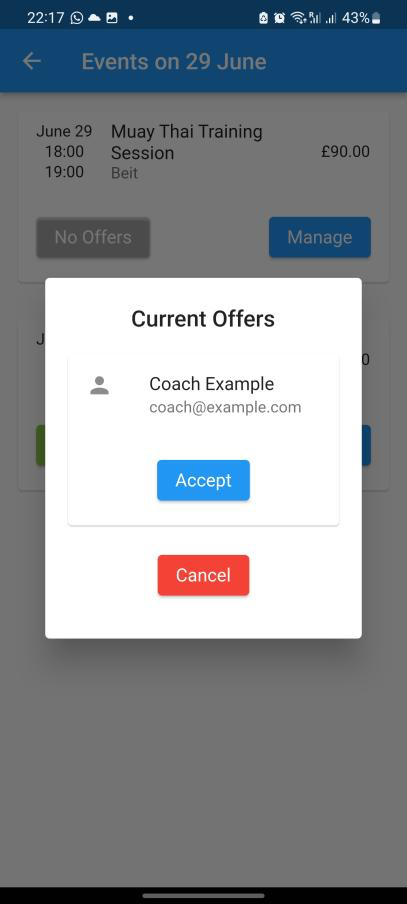 22:17 43%
Events on 29 June
June 29 Muay Thai Training
18:00 Session £90.00
19:00 Beit
No Offers Manage
Current Offers
J 0
Coach Example
coach@example.com
Accept
Cancel